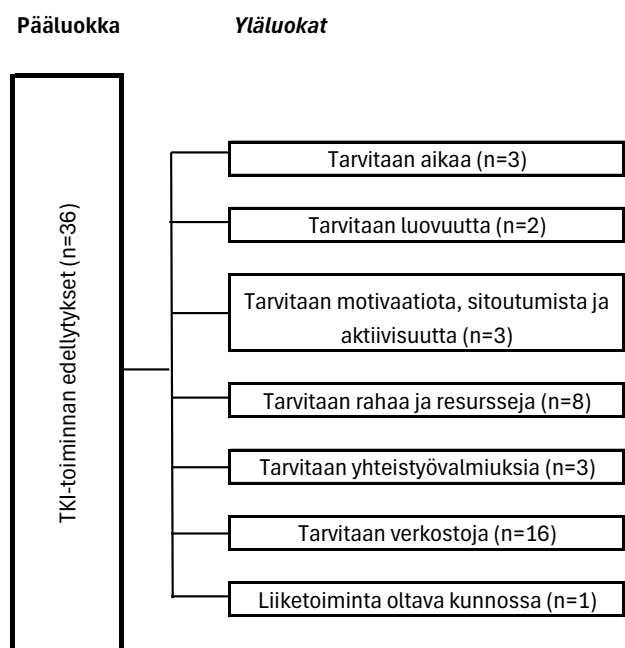 Pääluokka
Yläluokat
TKI-toiminnan edellytykset (n=36)
Tarvitaan aikaa (n=3)
Tarvitaan luovuutta (n=2)
Tarvitaan motivaatiota, sitoutumista ja
aktiivisuutta (n=3)
Tarvitaan rahaa ja resursseja (n=8)
Tarvitaan yhteistyövalmiuksia (n=3)
Tarvitaan verkostoja (n=16)
Liiketoiminta oltava kunnossa (n=1)